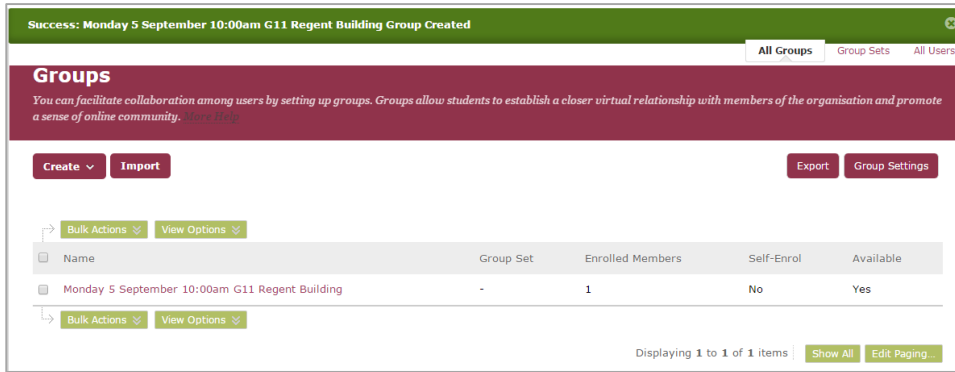 Success: Monday 5 September 10:00am G11 Regent Building Group Created
All Groups Group Sets All Users
Groups
You can facilitate collaboration among users by setting up groups. Groups allow students to establish a closer virtual relationship with members of the organisation and promote
a sense of online community. More Help
Create Import Export Group Settings
Bulk Actions View Options
Name Group Set Enrolled Members Self-Enrol Available
Monday 5 September 10:00am G11 Regent Building - 1 No Yes
Bulk Actions View Options
Displaying 1 to 1 of 1 items Show All Edit Paging...